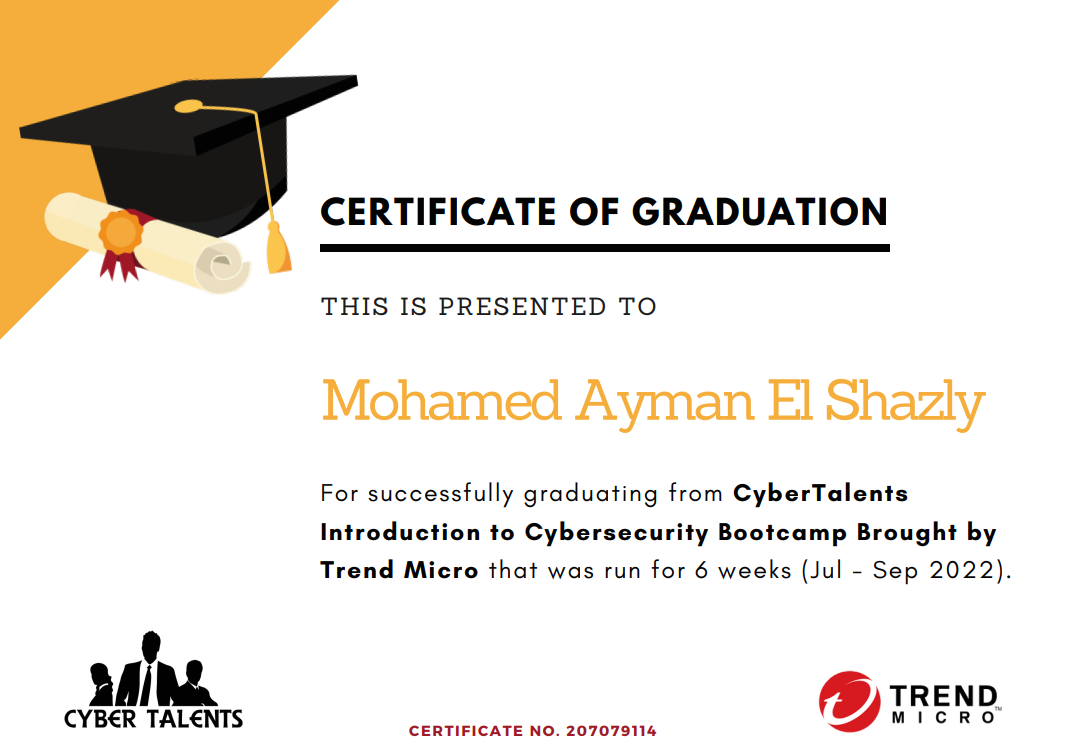 CERTIFICATE OF GRADUATION
THIS IS PRESENTED TO
Mohamed Ayman El Shazly
For successfully graduating from CyberTalents
Introduction to Cybersecurity Bootcamp Brought by
Trend Micro that was run for 6 weeks (Jul - Sep 2022).
CYBER TALENTS
CERTIFICATE NO. 207079114
TREND
MICRO™